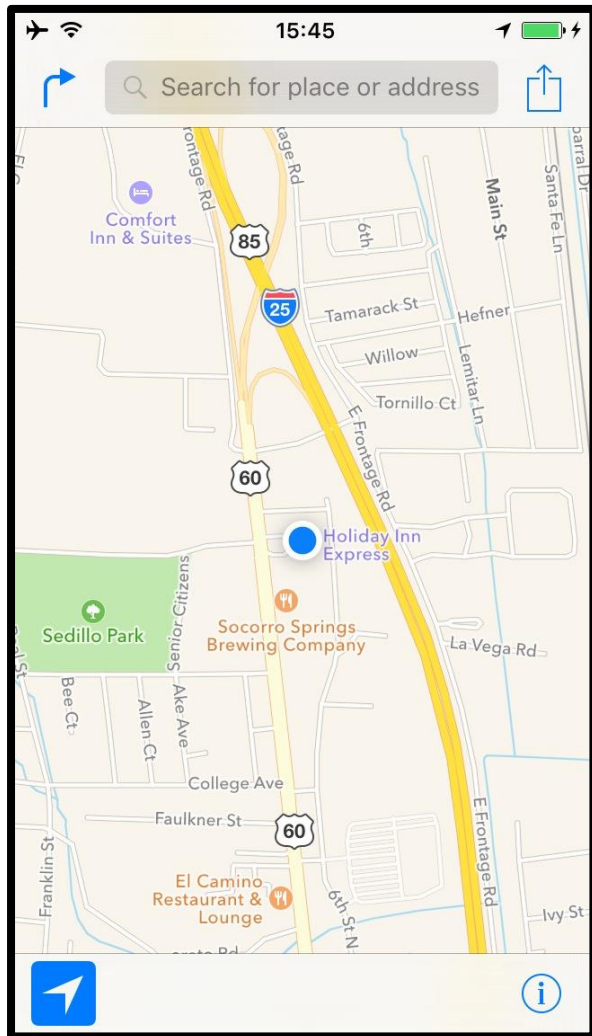 15:45
Search for place or address
Frontage Rd
Frontage Rd
Main St
Santa Fe Ln
Comfort
Inn & Suites
85
6th
25
Tamarack St
Hefner
Willow
Lemitar Ln
Tornillo Ct
E Frontage Rd
60
Holiday Inn
Express
Senior Citizens
Sedillo Park
Socorro Springs
Brewing Company
La Vega Rd
Bee Ct
Allen Ct
Ake Ave
College Ave
Faulkner St
60
E Frontage Rd
Franklin St
El Camino
Restaurant &
Lounge
6th St N
Ivy St
i